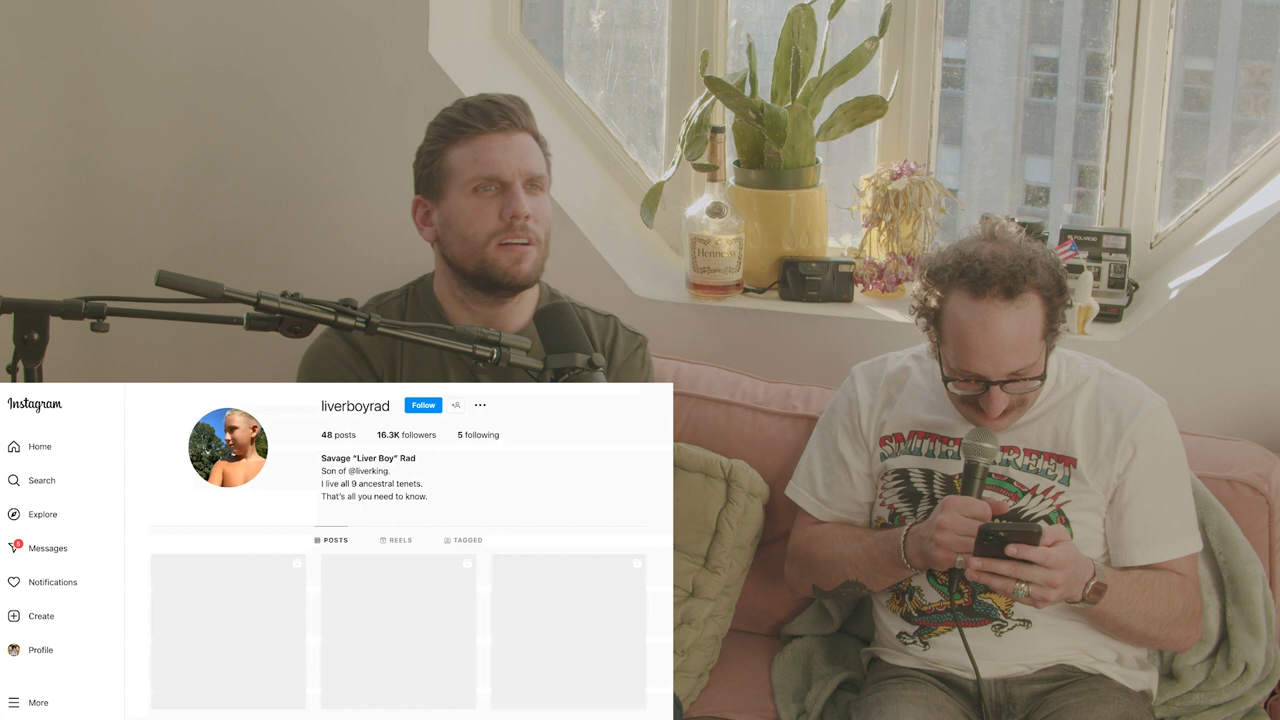 Hennessy
POLAROID
SMITH STREET
Instagram
Home
Search
Explore
5
Messages
Notifications
Create
Profile
More
liverboyrad
Follow
48 posts 16.3K followers 5 following
Savage “Liver Boy” Rad
Son of @liverking.
I live all 9 ancestral tenets.
That's all you need to know.
POSTS REELS TAGGED